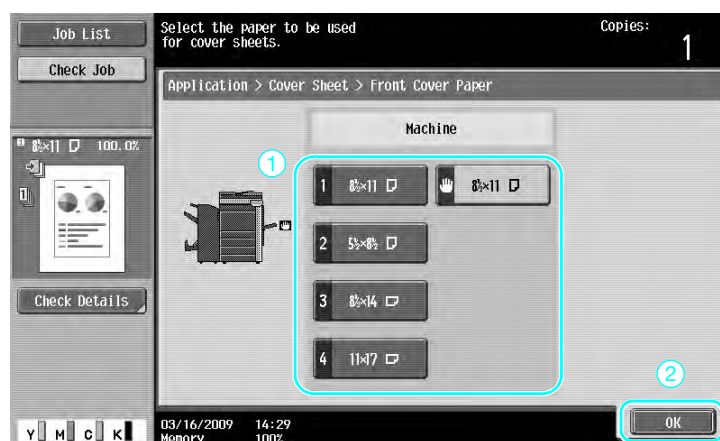 Job List
Check Job
Select the paper to be used
for cover sheets.
Copies:
1
Application > Cover Sheet > Front Cover Paper
8½×11 100.0%
Check Details
Machine
1
1 8½×11
8½×11
2 5½×8½
3 8½×14
4 11×17
2
OK
Y M C K
03/16/2009 14:29
Memory 100%